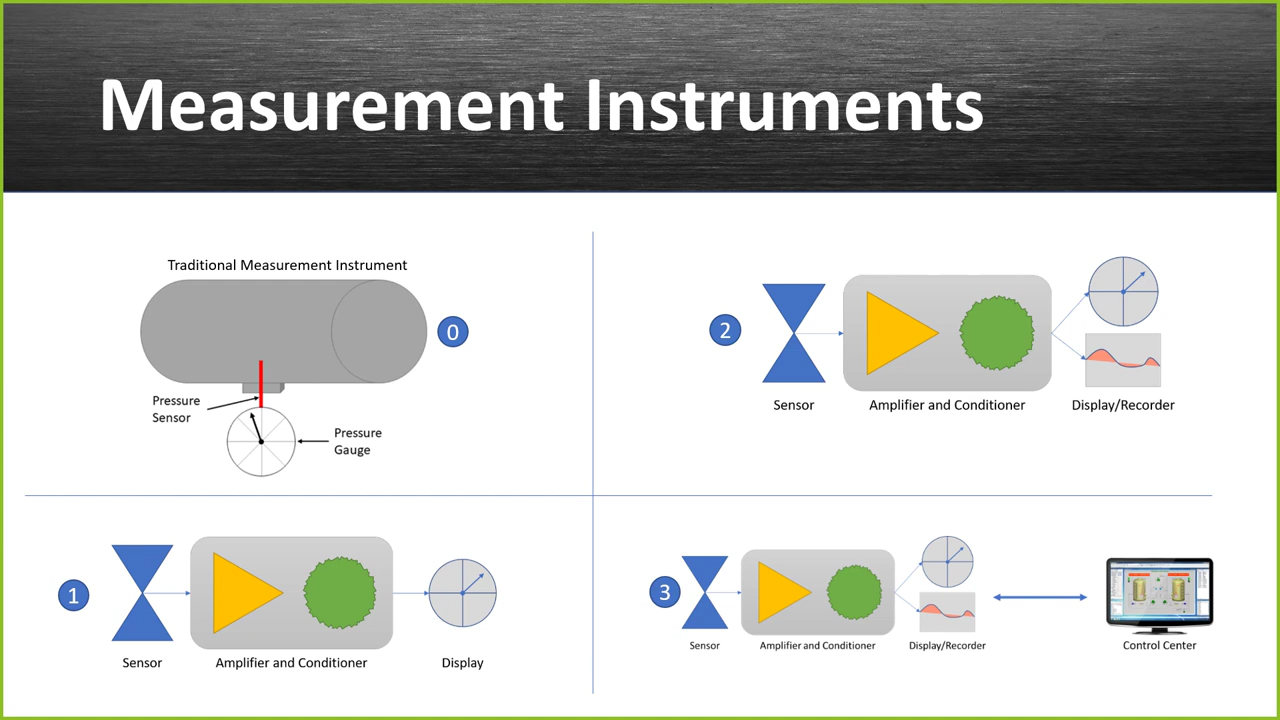 Measurement Instruments
Traditional Measurement Instrument
0
Pressure
Sensor
Pressure
Gauge
2
Sensor
Amplifier and Conditioner
Display/Recorder
1
Sensor
Amplifier and Conditioner
Display
3
Sensor
Amplifier and Conditioner
Display/Recorder
Control Center